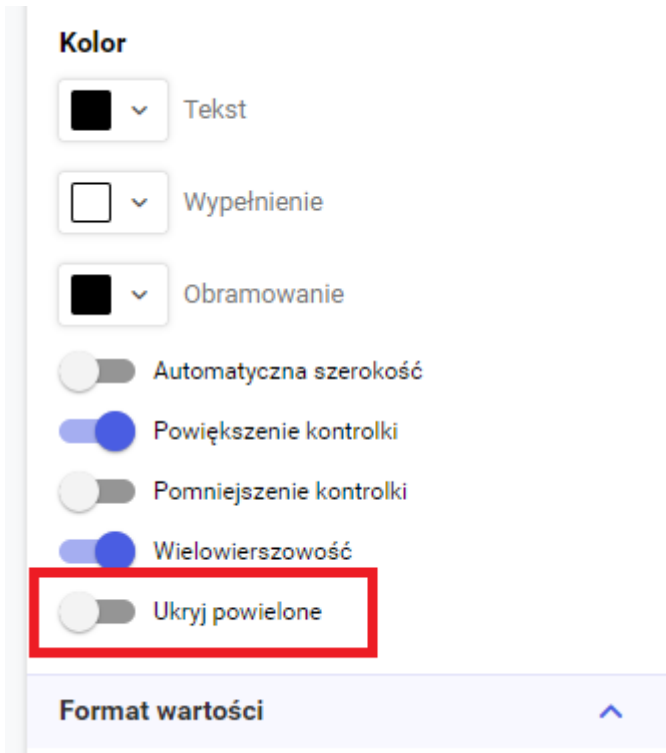 Kolor
Tekst
Wypełnienie
Obramowanie
Automatyczna szerokość
Powiększenie kontrolki
Pomniejszenie kontrolki
Wielowierszowość
Ukryj powielone
Format wartości